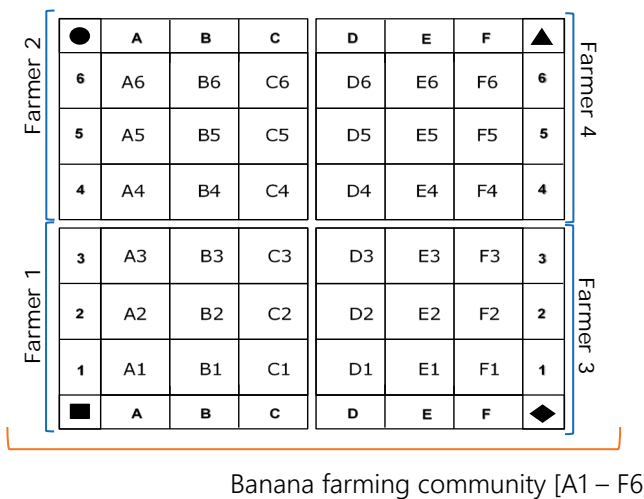 Farmer 2
Farmer 4
A B C D E F
6 A6 B6 C6 D6 E6 F6 6
5 A5 B5 C5 D5 E5 F5 5
4 A4 B4 C4 D4 E4 F4 4
Farmer 1
Farmer 3
3 A3 B3 C3 D3 E3 F3 3
2 A2 B2 C2 D2 E2 F2 2
1 A1 B1 C1 D1 E1 F1 1
A B C D E F
Banana farming community [A1 – F6